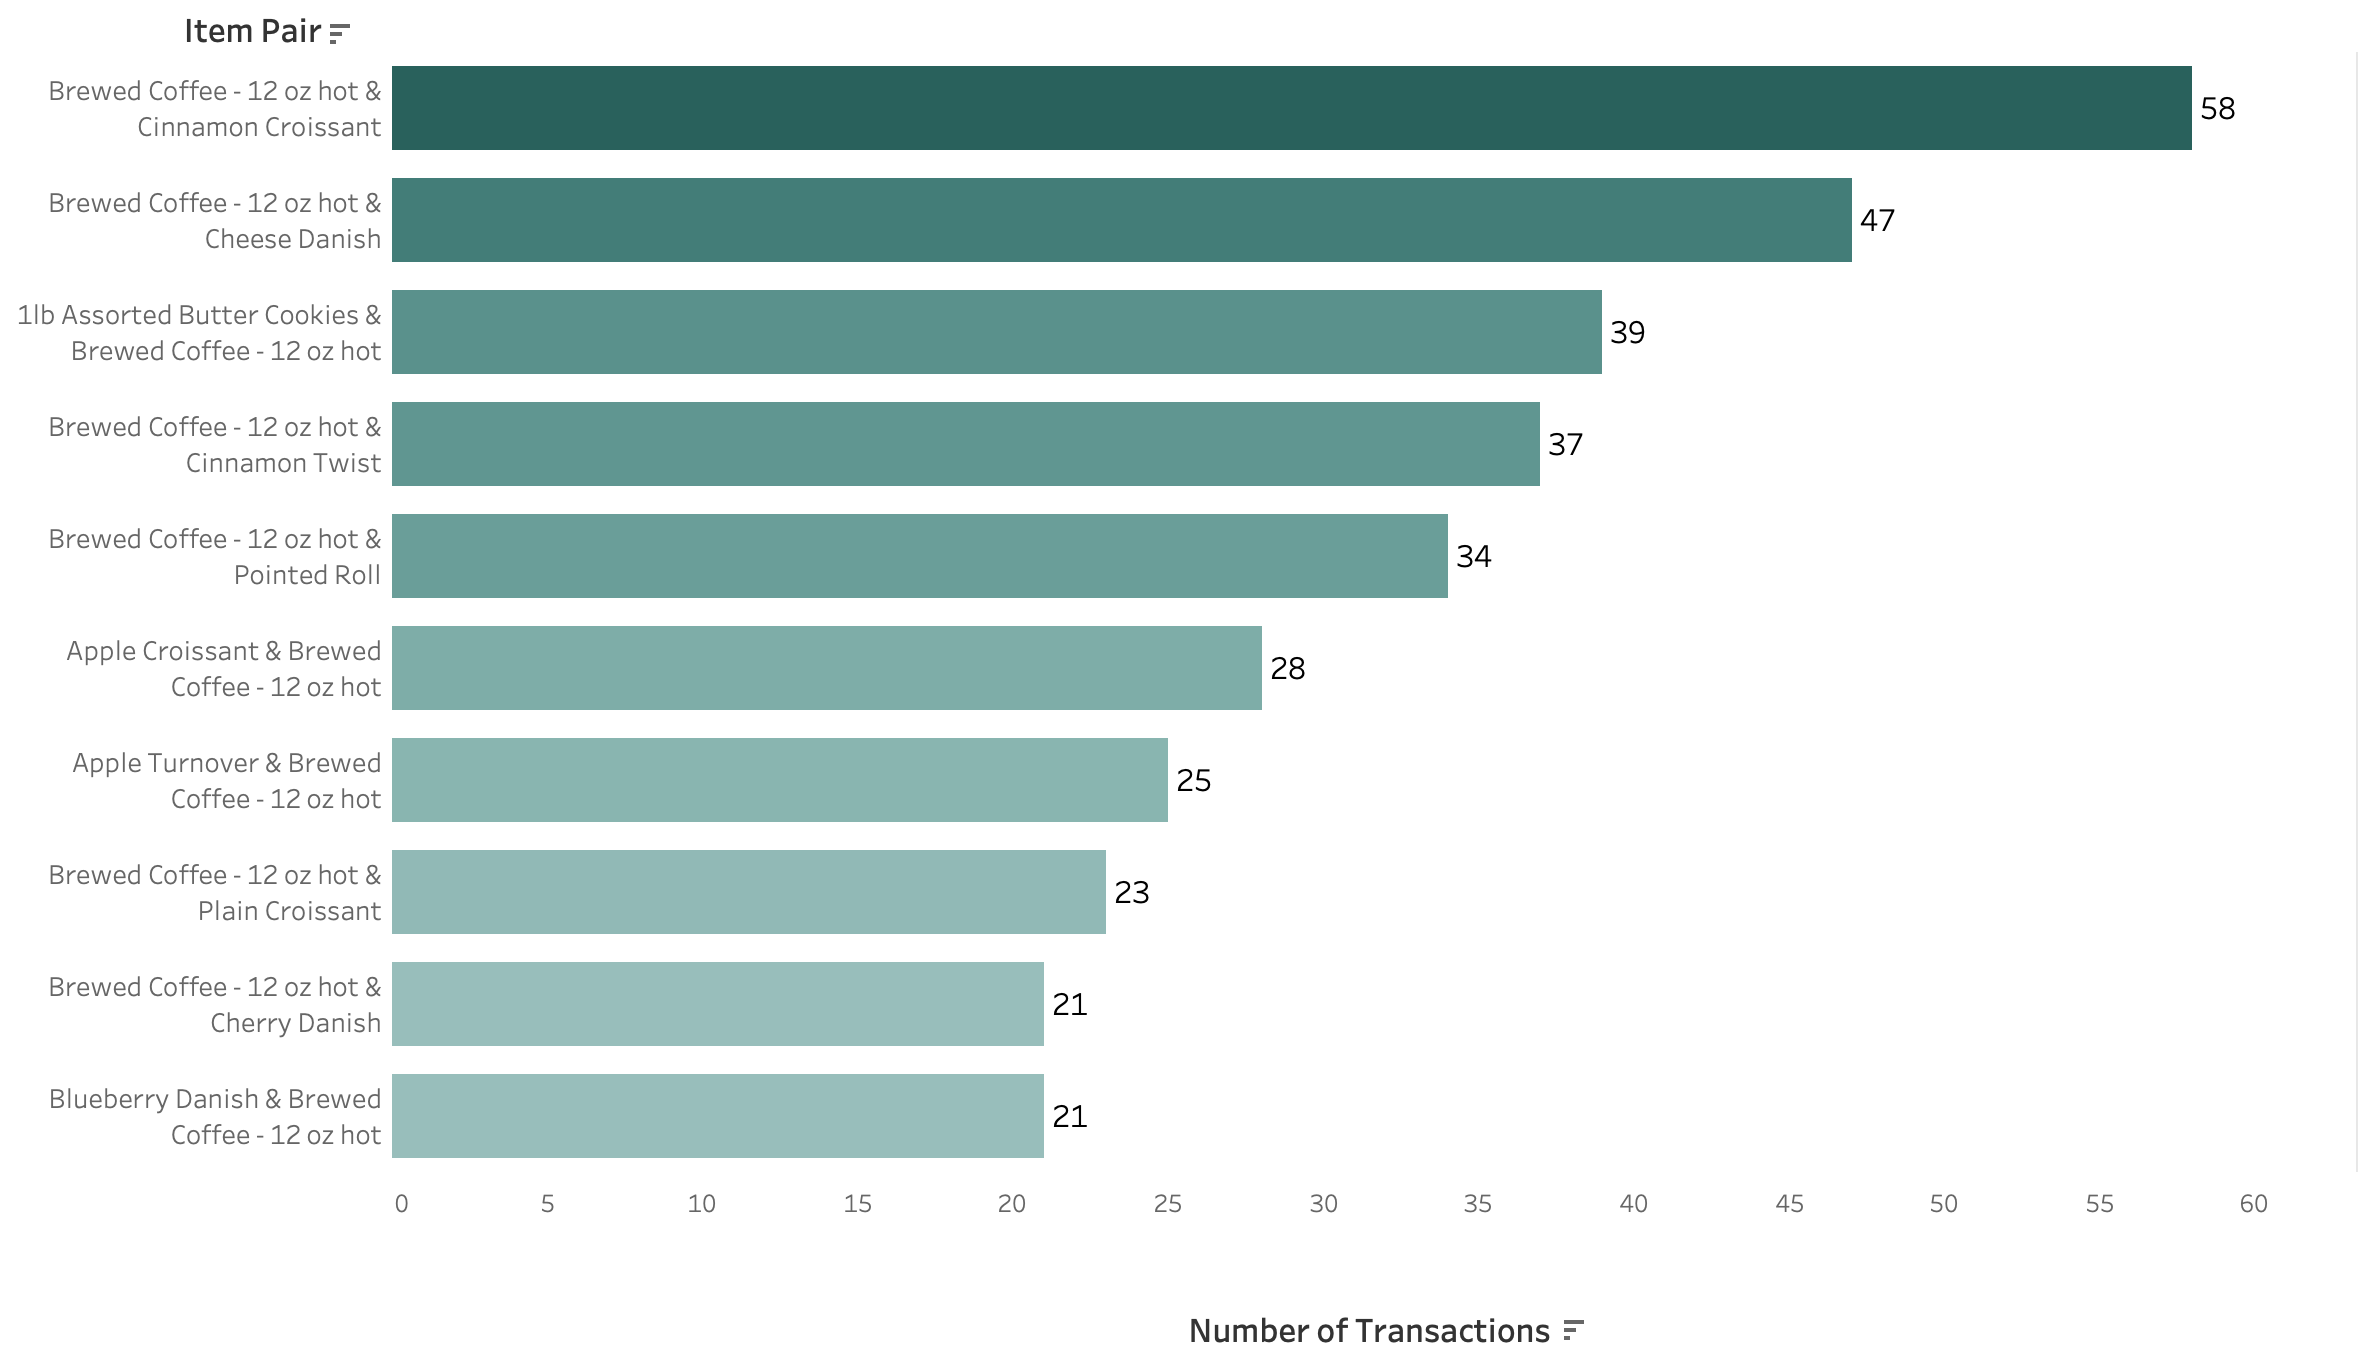 Item Pair
Brewed Coffee - 12 oz hot &
Cinnamon Croissant
58
Brewed Coffee - 12 oz hot &
Cheese Danish
47
1lb Assorted Butter Cookies &
Brewed Coffee - 12 oz hot
39
Brewed Coffee - 12 oz hot &
Cinnamon Twist
37
Brewed Coffee - 12 oz hot &
Pointed Roll
34
Apple Croissant & Brewed
Coffee - 12 oz hot
28
Apple Turnover & Brewed
Coffee - 12 oz hot
25
Brewed Coffee - 12 oz hot &
Plain Croissant
23
Brewed Coffee - 12 oz hot &
Cherry Danish
21
Blueberry Danish & Brewed
Coffee - 12 oz hot
21
0 5 10 15 20 25 30 35 40 45 50 55 60
Number of Transactions